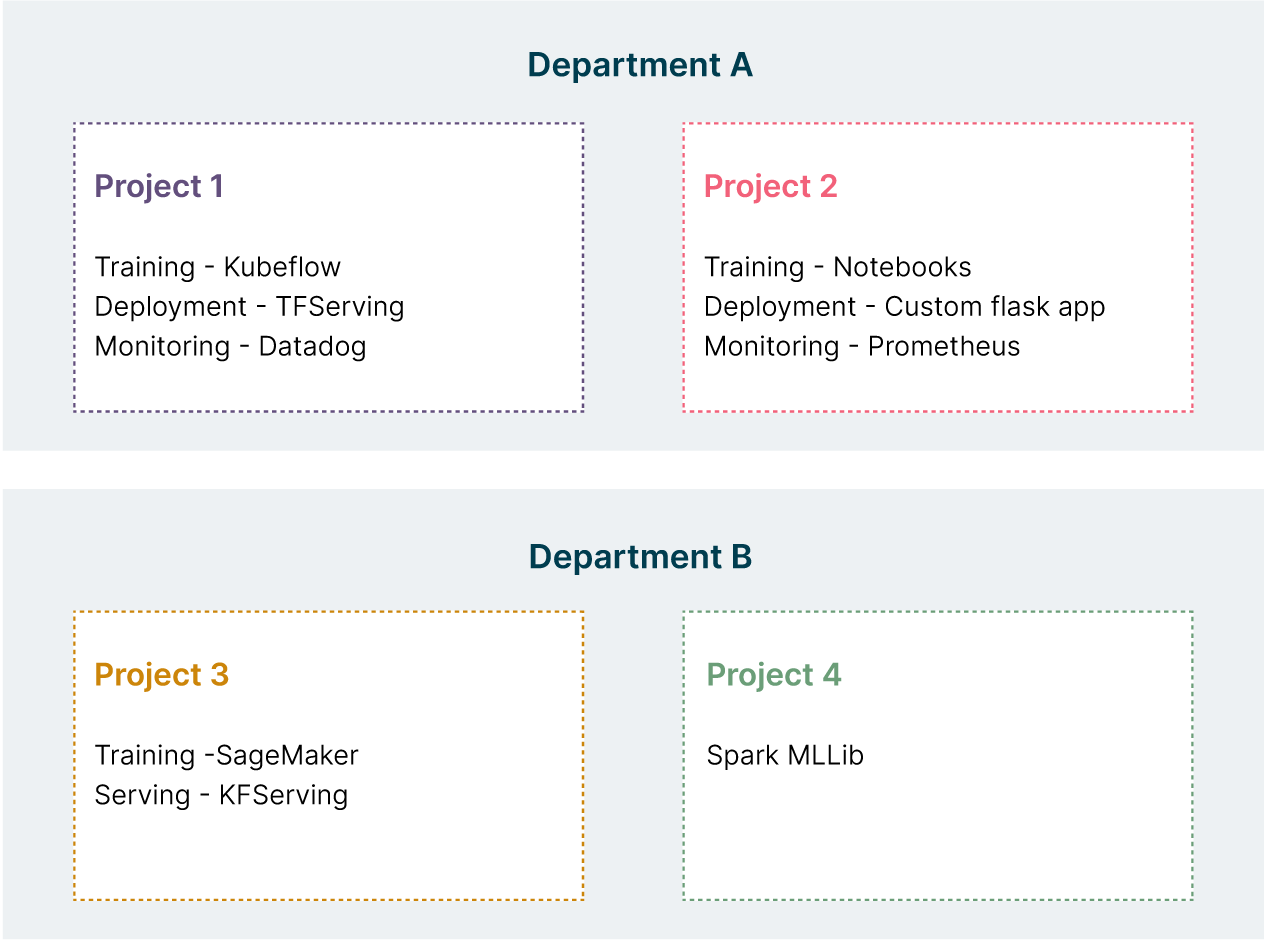 Department A
Project 1
Training - Kubeflow
Deployment - TFServing
Monitoring - Datadog
Project 2
Training - Notebooks
Deployment - Custom flask app
Monitoring - Prometheus
Department B
Project 3
Training -SageMaker
Serving - KFServing
Project 4
Spark MLLib